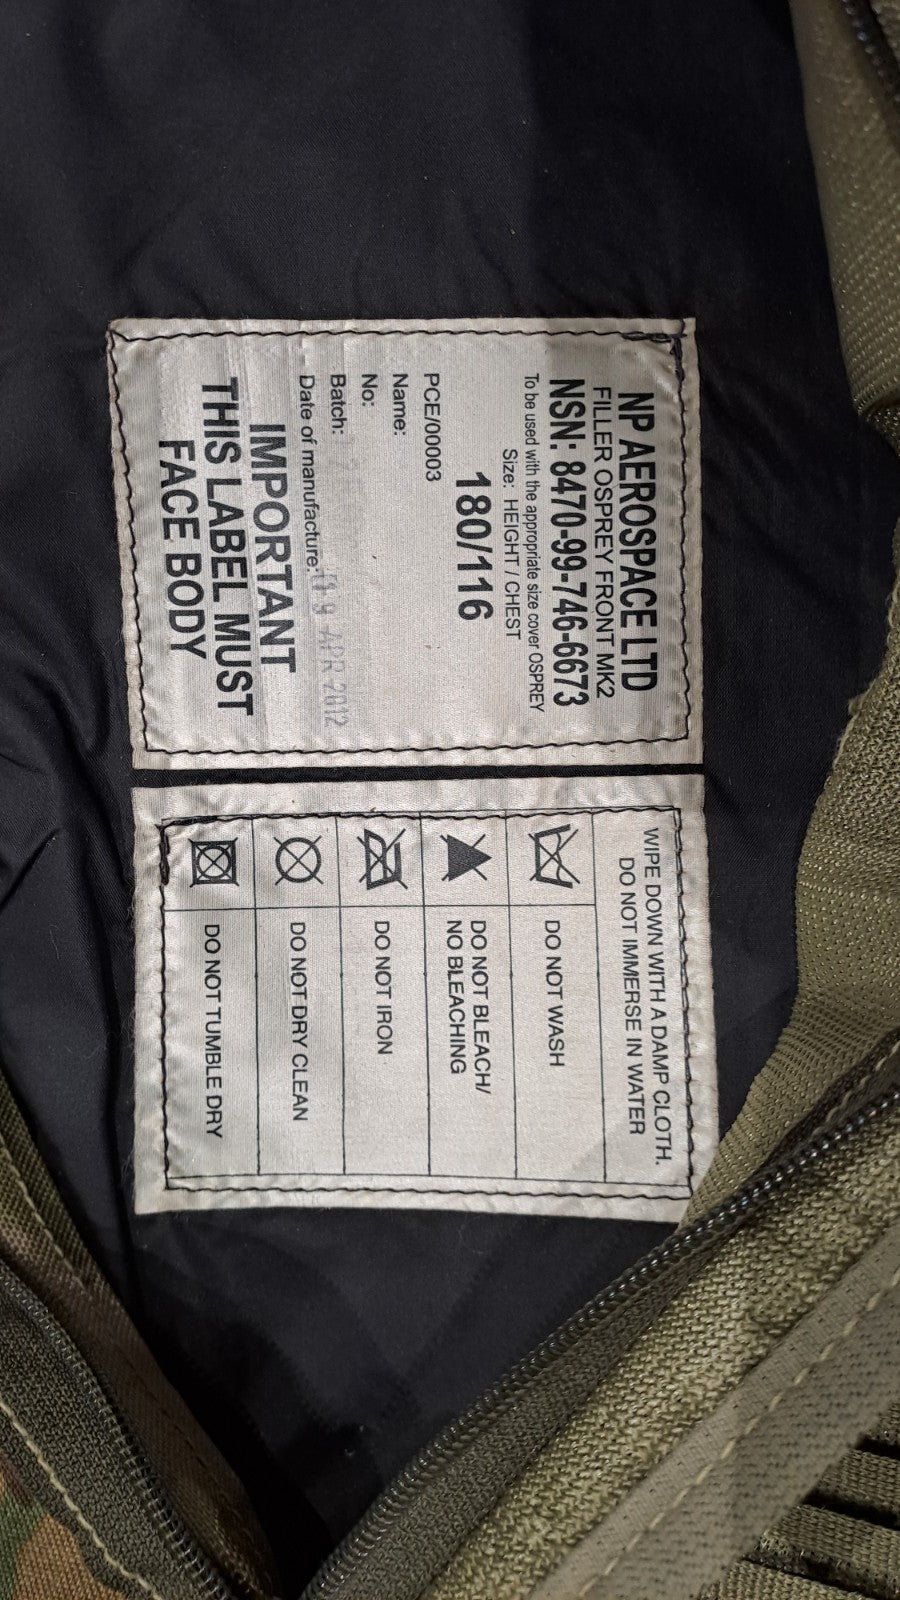 NP AEROSPACE LTD
FILLER OSPREY FRONT MK2
NSN: 8470-99-746-6673
To be used with the appropriate size cover OSPREY
Size: HEIGHT / CHEST
180/116
PCE/00003
Name:
No:
Batch:
Date of manufacture: 19 APR 2012
IMPORTANT
THIS LABEL MUST
FACE BODY
WIPE DOWN WITH A DAMP CLOTH.
DO NOT IMMERSE IN WATER
DO NOT WASH
DO NOT BLEACH/
NO BLEACHING
DO NOT IRON
DO NOT DRY CLEAN
DO NOT TUMBLE DRY